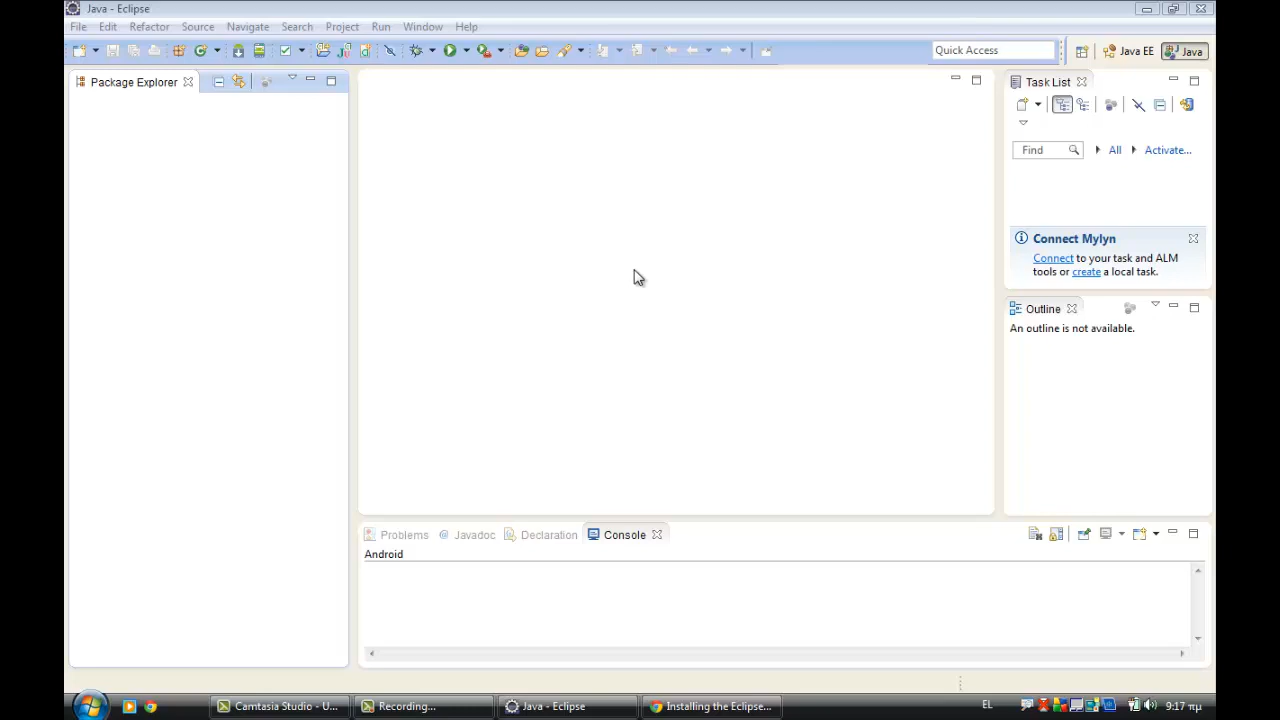 Java - Eclipse
File Edit Refactor Source Navigate Search Project Run Window Help
Quick Access Java EE Java
Package Explorer
Task List
Find All Activate...
Connect Mylyn
Connect to your task and ALM
tools or create a local task.
Outline
An outline is not available.
Problems Javadoc Declaration Console
Android
Camtasia Studio - U... Recording... Java - Eclipse Installing the Eclipse... EL 9:17 πμ